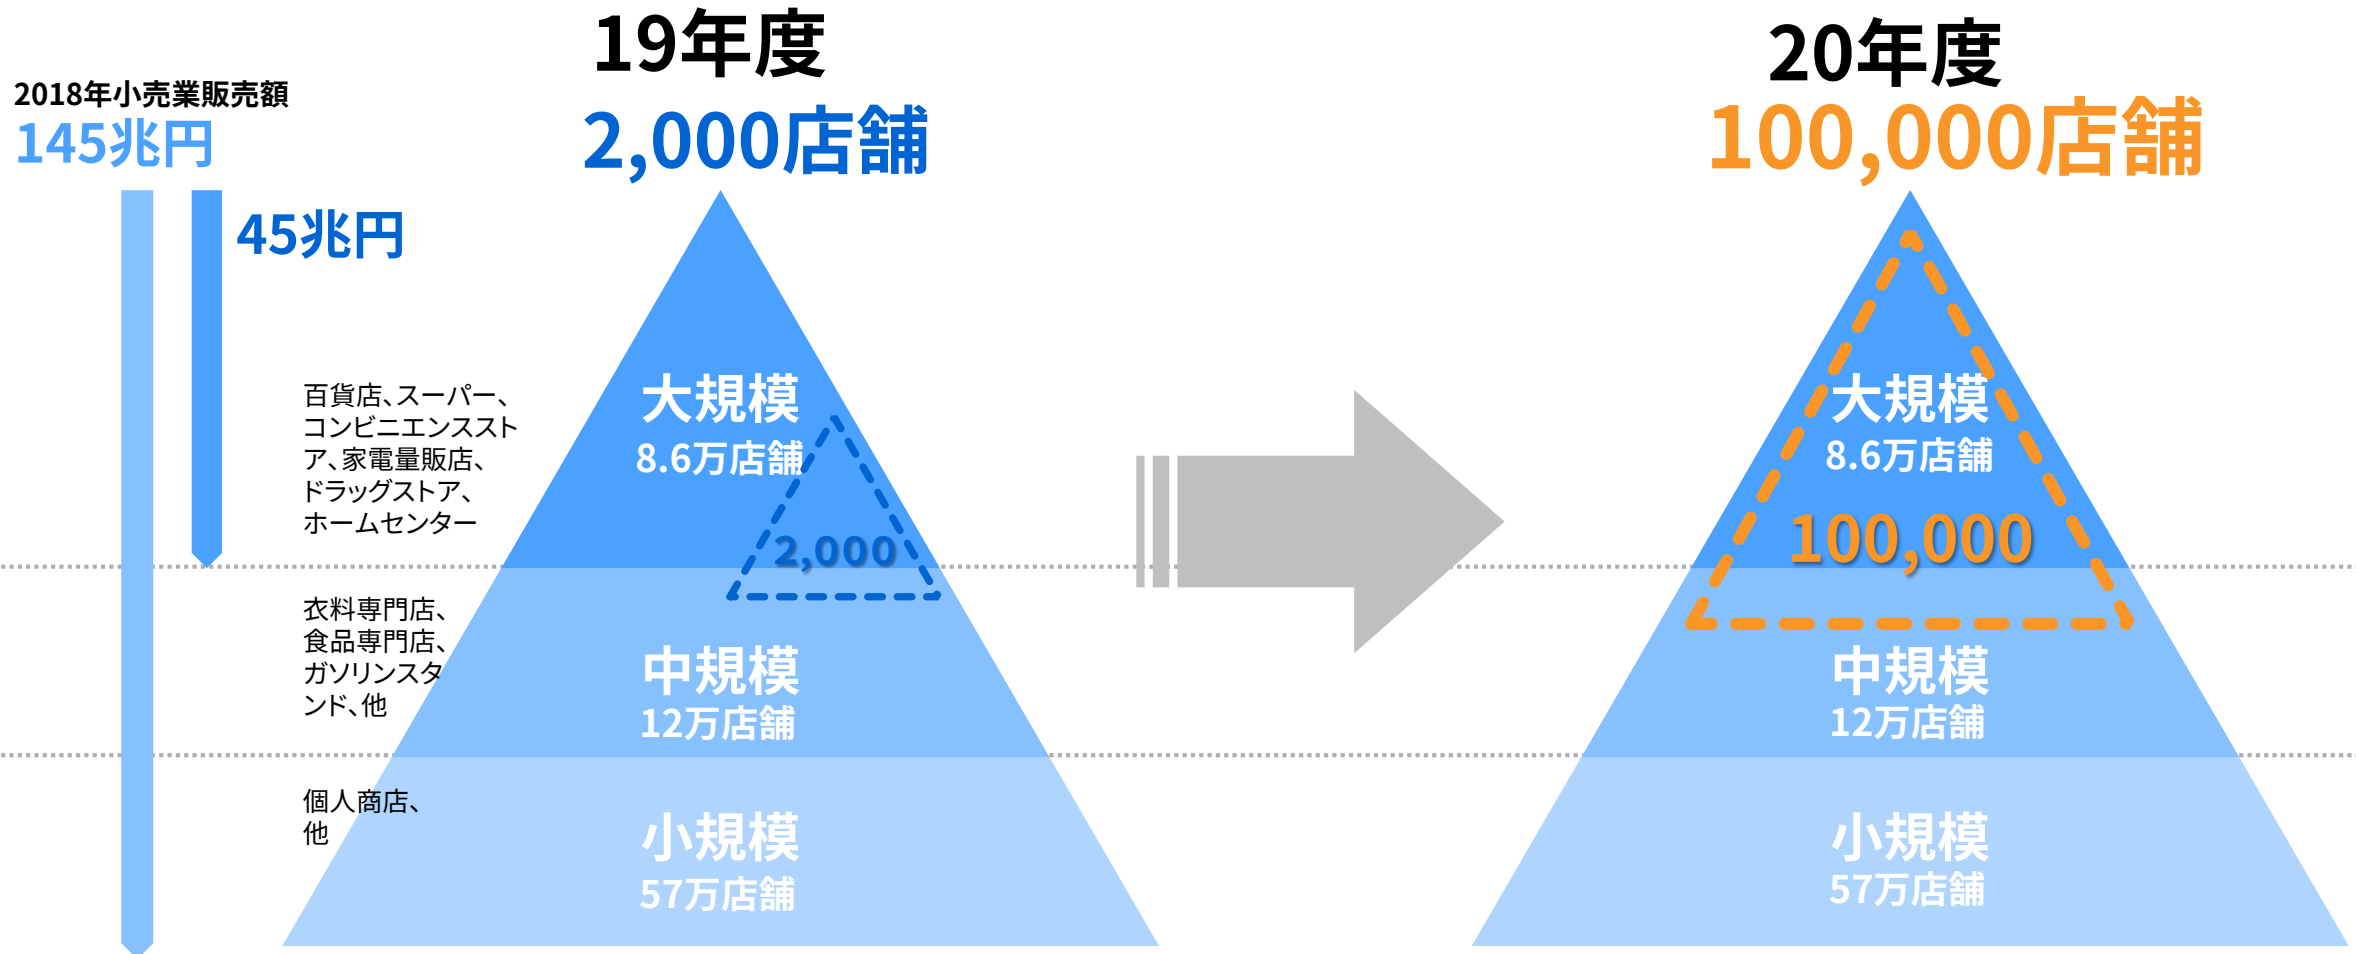 2018年小売業販売額
145兆円
45兆円
19年度
2,000店舗
百貨店、スーパー、
コンビニエンススト
ア、家電量販店、
ドラッグストア、
ホームセンター
衣料専門店、
食品専門店、
ガソリンスタ
ンド、他
個人商店、
他
大規模
8.6万店舗
2,000
中規模
12万店舗
小規模
57万店舗
20年度
100,000店舗
大規模
8.6万店舗
100,000
中規模
12万店舗
小規模
57万店舗